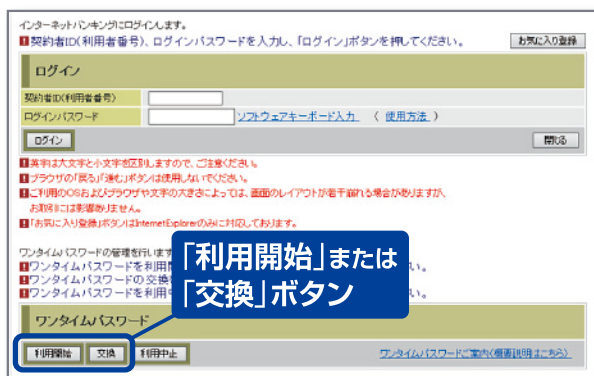 インターネットバンキングにログインします。
契約者ID(利用者番号)、ログインパスワードを入力し、「ログイン」ボタンを押してください。
お気に入り登録
ログイン
契約者ID(利用者番号)
ログインパスワード
ソフトウェアキーボード入力 ( 使用方法 )
ログイン
閉じる
英字は大文字と小文字を区別しますので、ご注意ください。
ブラウザの「戻る」「進む」ボタンは使用しないでください。
ご利用のOSおよびブラウザや文字の大きさによっては、画面のレイアウトが若干崩れる場合がありますが、
お取引には影響ありません。
「お気に入り登録」ボタンはInternetExplorerのみに対応しております。
ワンタイムパスワードの管理を行います
ワンタイムパスワードを利用開 い。
ワンタイムパスワードの交換 
ワンタイムパスワードを利用中 い。
「利用開始」または
「交換」ボタン
ワンタイムパスワード
利用開始 交換 利用中止
ワンタイムパスワードご案内(概要説明はこちら)